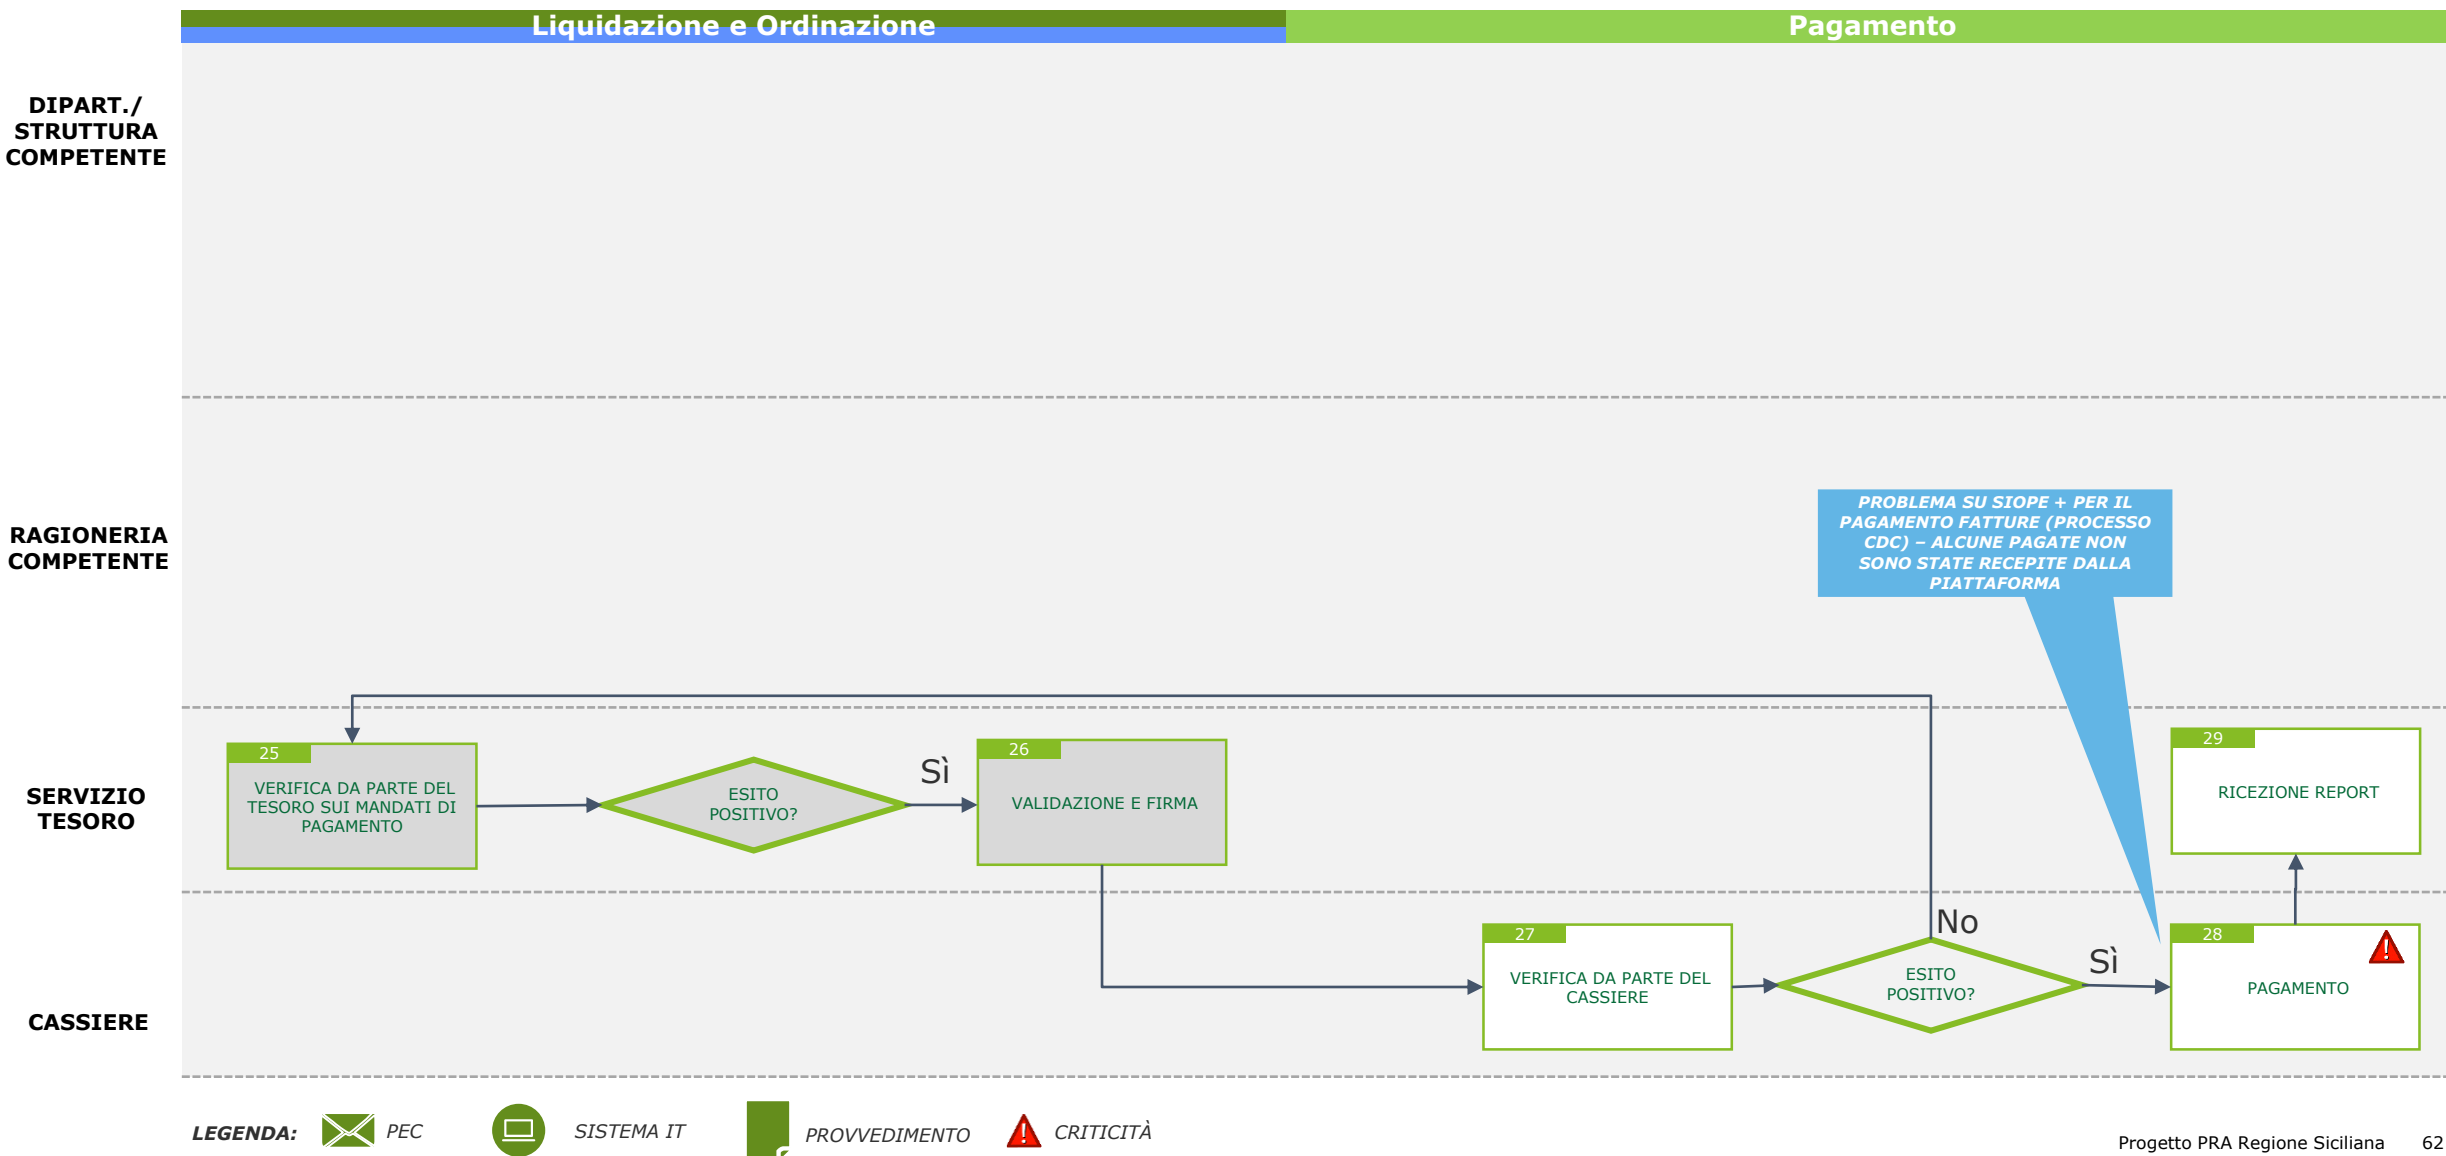 Liquidazione e Ordinazione
Pagamento
DIPART./
STRUTTURA
COMPETENTE
RAGIONERIA
COMPETENTE
PROBLEMA SU SIOPE + PER IL
PAGAMENTO FATTURE (PROCESSO
CDC) – ALCUNE PAGATE NON
SONO STATE RECEPITE DALLA
PIATTAFORMA
SERVIZIO
TESORO
25
VERIFICA DA PARTE DEL
TESORO SUI MANDATI DI
PAGAMENTO
ESITO
POSITIVO?
Sì
26
VALIDAZIONE E FIRMA
29
RICEZIONE REPORT
CASSIERE
27
VERIFICA DA PARTE DEL
CASSIERE
No
ESITO
POSITIVO?
Sì
28
PAGAMENTO
LEGENDA:
PEC
SISTEMA IT
PROVVEDIMENTO
CRITICITÀ
Progetto PRA Regione Siciliana
62